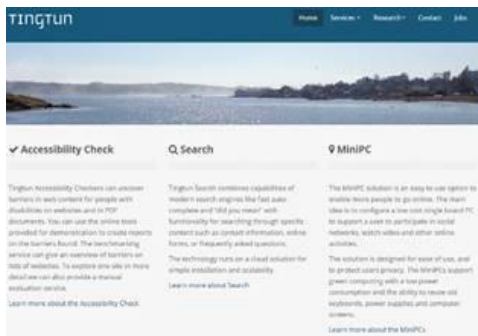 TINGTUN
Home Services Research Contact Jobs
Accessibility Check
Tingtun Accessibility Checkers can uncover
barriers in web content for people with
disabilities on websites and in PDF
documents. You can use the online tools
provided for demonstration to create reports
on the barriers found. The benchmarking
service can give an overview of barriers on
lists of websites. To explore one site in more
detail we can also provide a manual
evaluation service.
Learn more about the Accessibility Check
Search
Tingtun Search combines capabilities of
modern search engines like fast auto
complete and "did you mean" with
functionality for searching through specific
content such as contact information, online
forms, or frequently asked questions.
The technology runs on a cloud solution for
simple installation and scalability.
Learn more about Search
MiniPC
The MiniPC solution is an easy to use option to
enable more people to go online. The main
idea is to configure a low cost single board PC
to support a user to participate in social
networks, watch video and other online
activities.
The solution is designed for ease of use, and
to protect users privacy. The MiniPCs support
green computing with a low power
consumption and the ability to reuse old
keyboards, power supplies and computer
screens.
Learn more about the MiniPCs